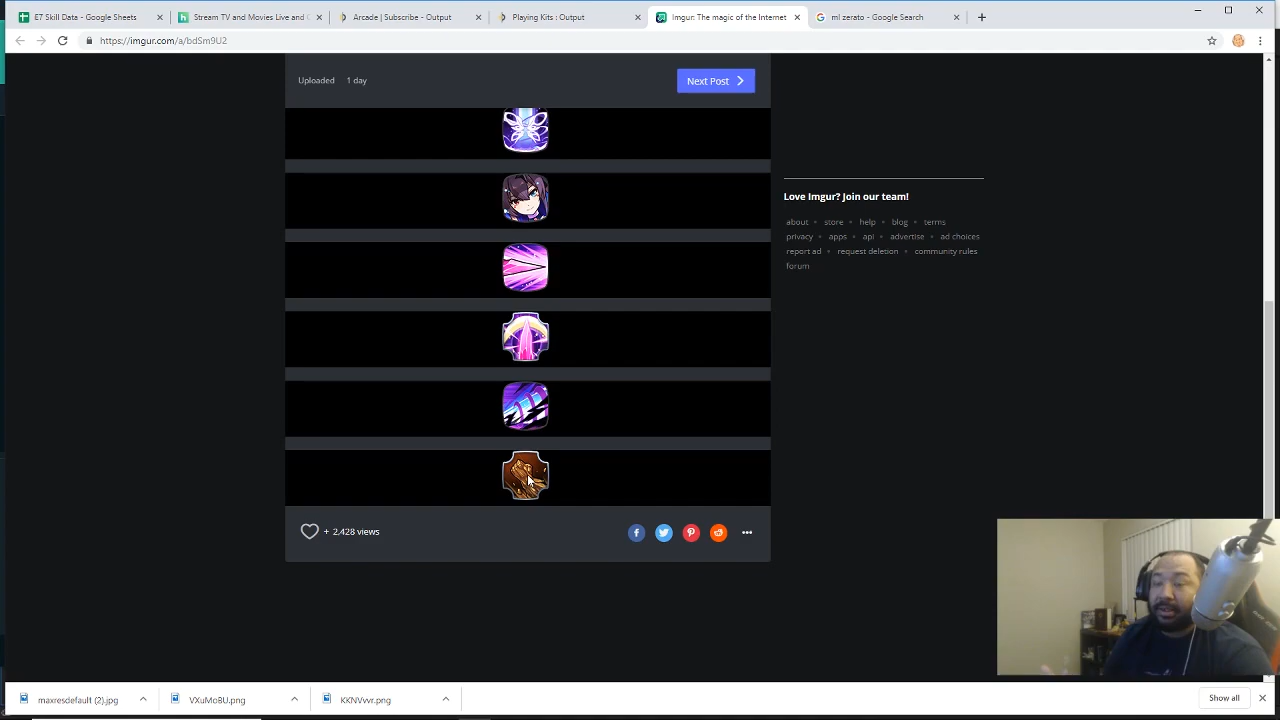 E7 Skill Data - Google Sheets
Stream TV and Movies Live and
Arcade | Subscribe - Output
Playing Kits : Output
Imgur: The magic of the Internet
ml zerato - Google Search
https://imgur.com/a/bdSm9U2
Uploaded 1 day
Next Post
Love Imgur? Join our team!
about • store • help • blog • terms
privacy • apps • api • advertise • ad choices
report ad • request deletion • community rules
forum
+ 2,428 views
maxresdefault (2).jpg
VXuMoBU.png
KKNVvvr.png
Show all